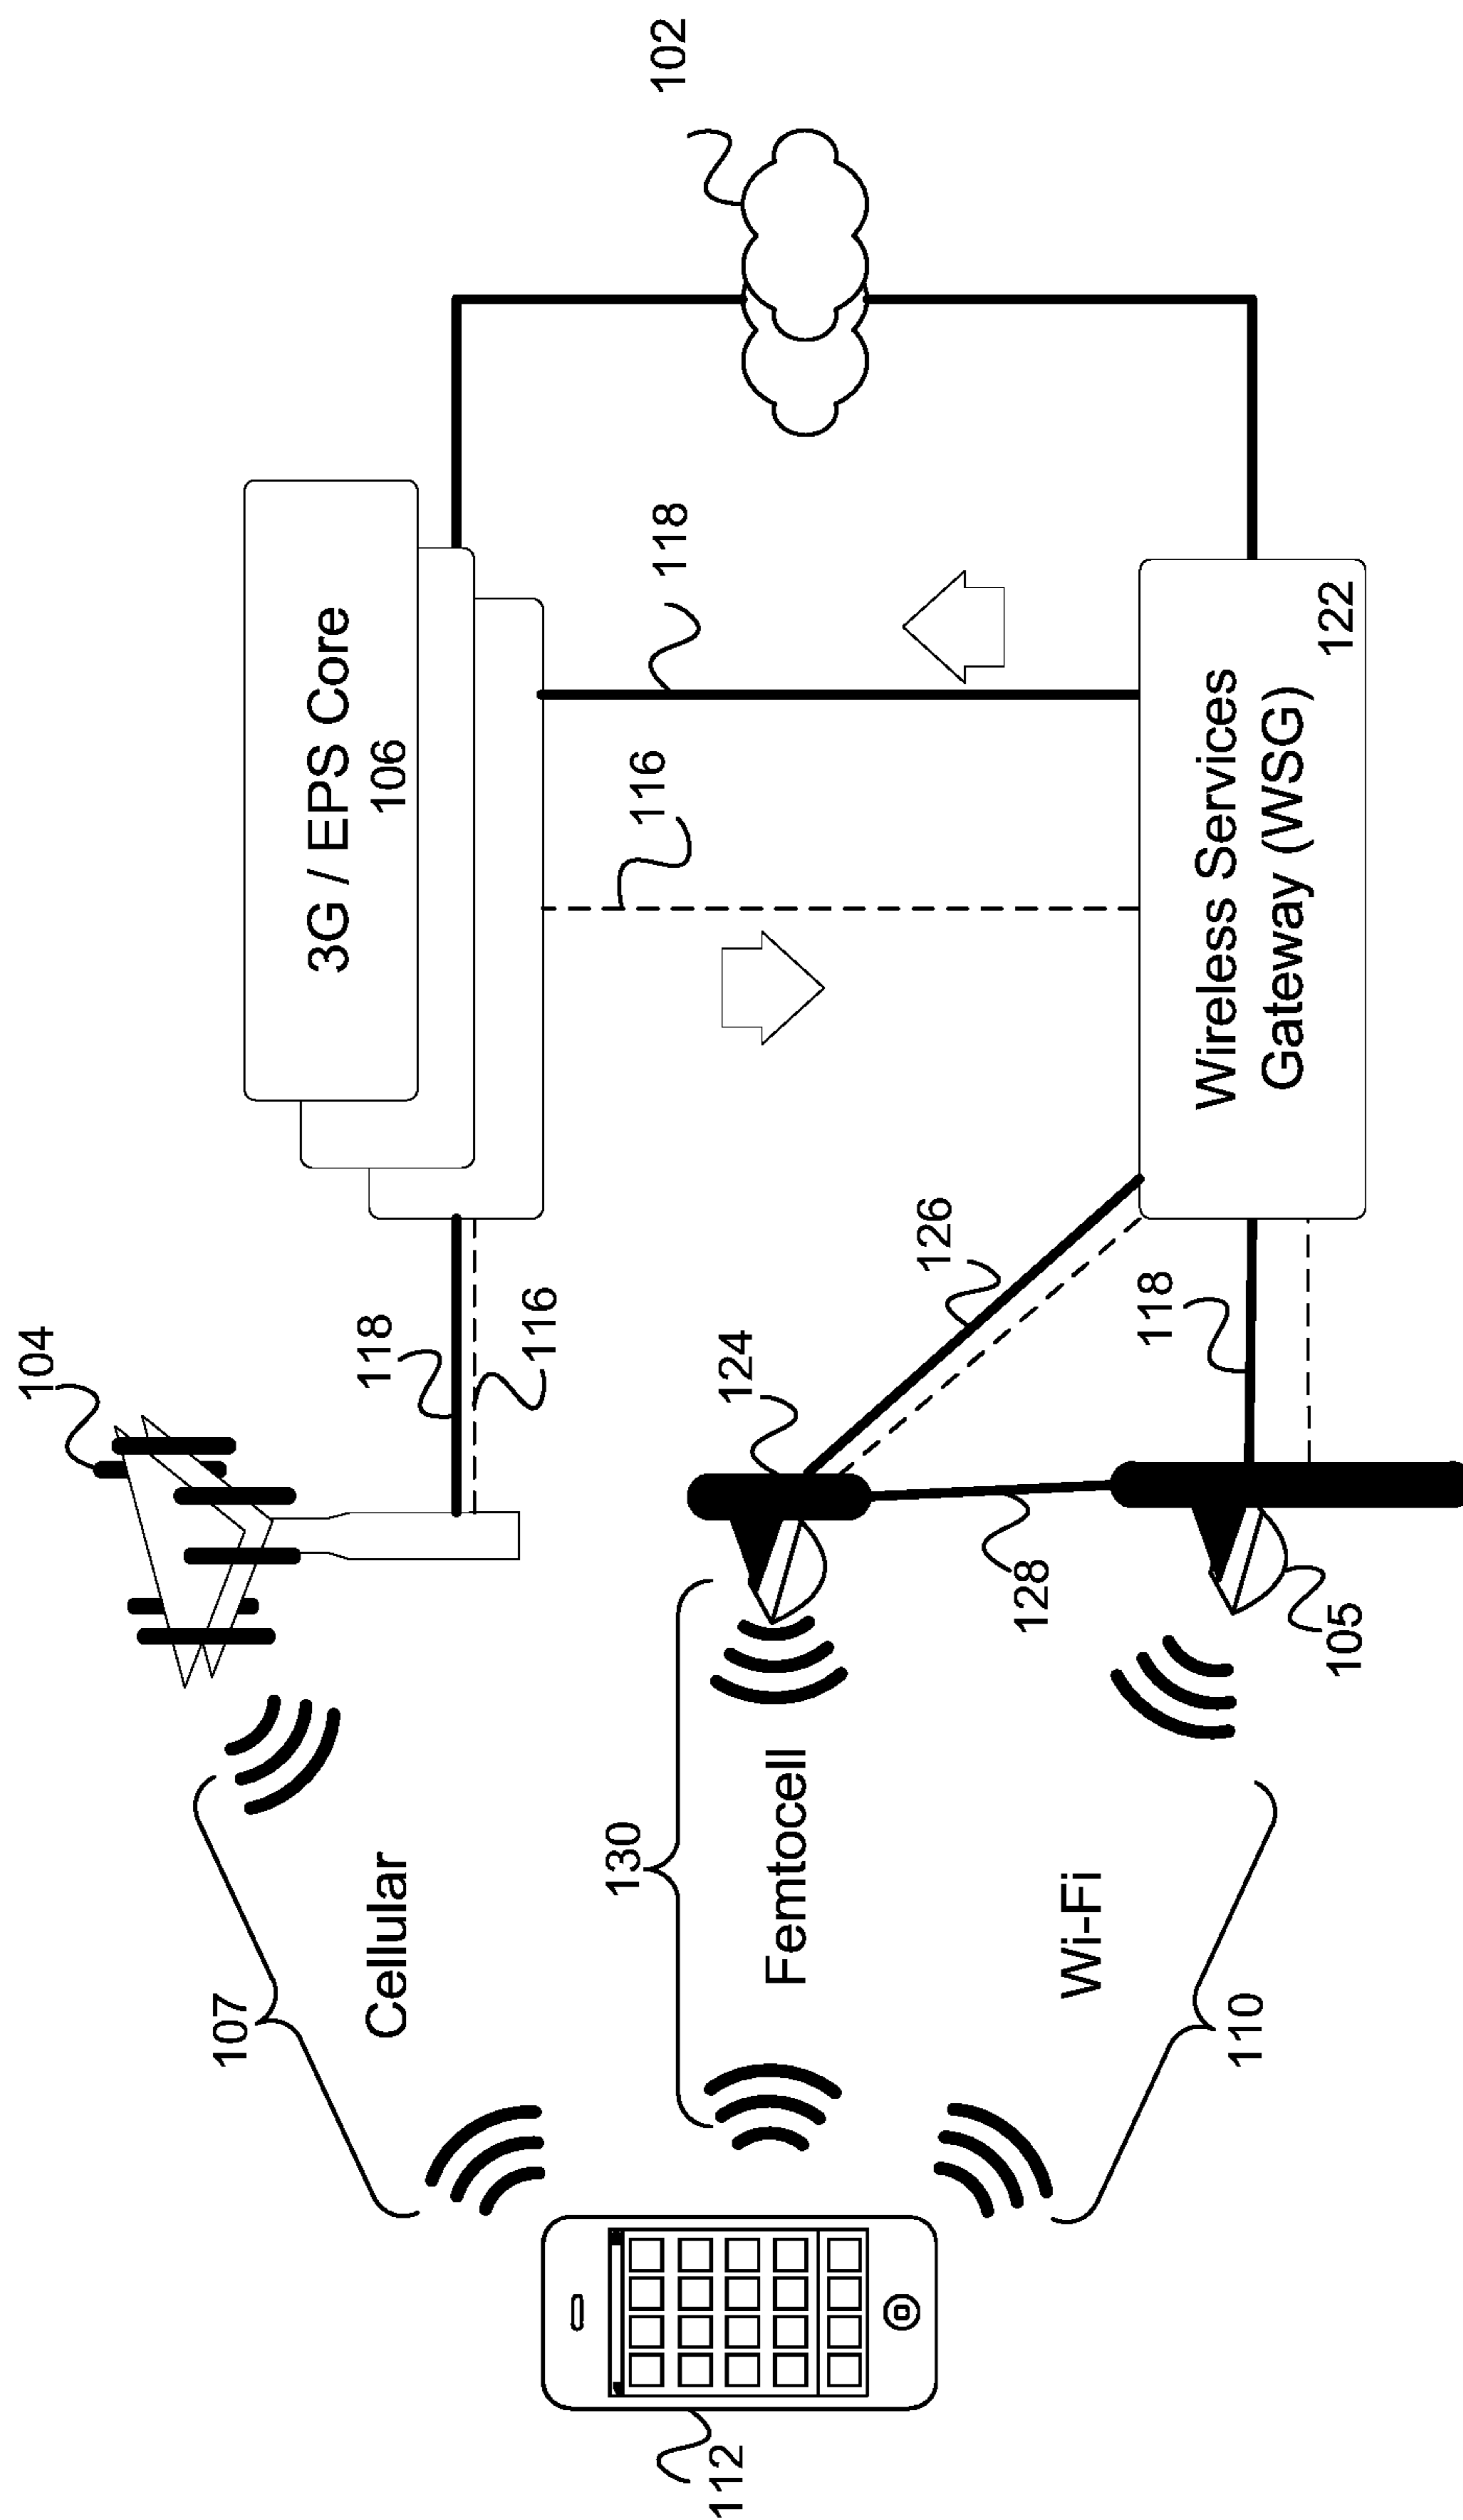 104
107
Cellular
118
116
3G / EPS Core
106
102
118
116
130
Femtocell
124
126
112
128
Wi-Fi
118
110
105
Wireless Services
Gateway (WSG)
122